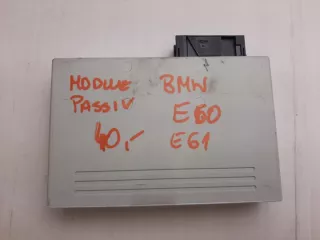 MODULE BMW
PASSIV E60
40,- E61